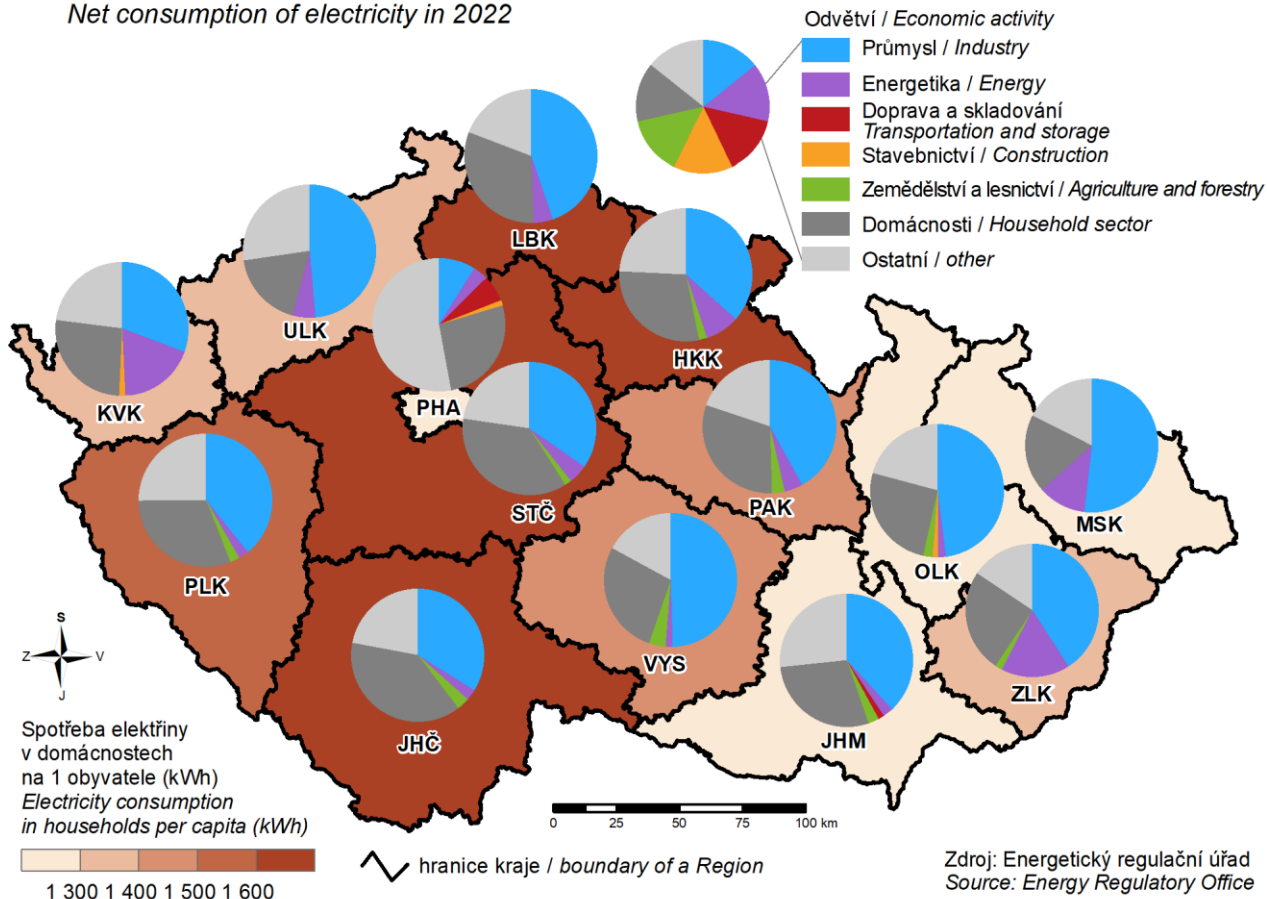 Net consumption of electricity in 2022
Odvětví / Economic activity
Průmysl / Industry
Energetika / Energy
Doprava a skladování
Transportation and storage
Stavebnictví / Construction
Zemědělství a lesnictví / Agriculture and forestry
Domácnosti / Household sector
Ostatní / other
LBK
ULK
HKK
KVK
PHA
STČ
PAK
MSK
OLK
PLK
VYS
ZLK
JHČ
JHM
S
Z
V
J
Spotřeba elektřiny
v domácnostech
na 1 obyvatele (kWh)
Electricity consumption
in households per capita (kWh)
1 300 1 400 1 500 1 600
0 25 50 75 100 km
hranice kraje / boundary of a Region
Zdroj: Energetický regulační úřad
Source: Energy Regulatory Office